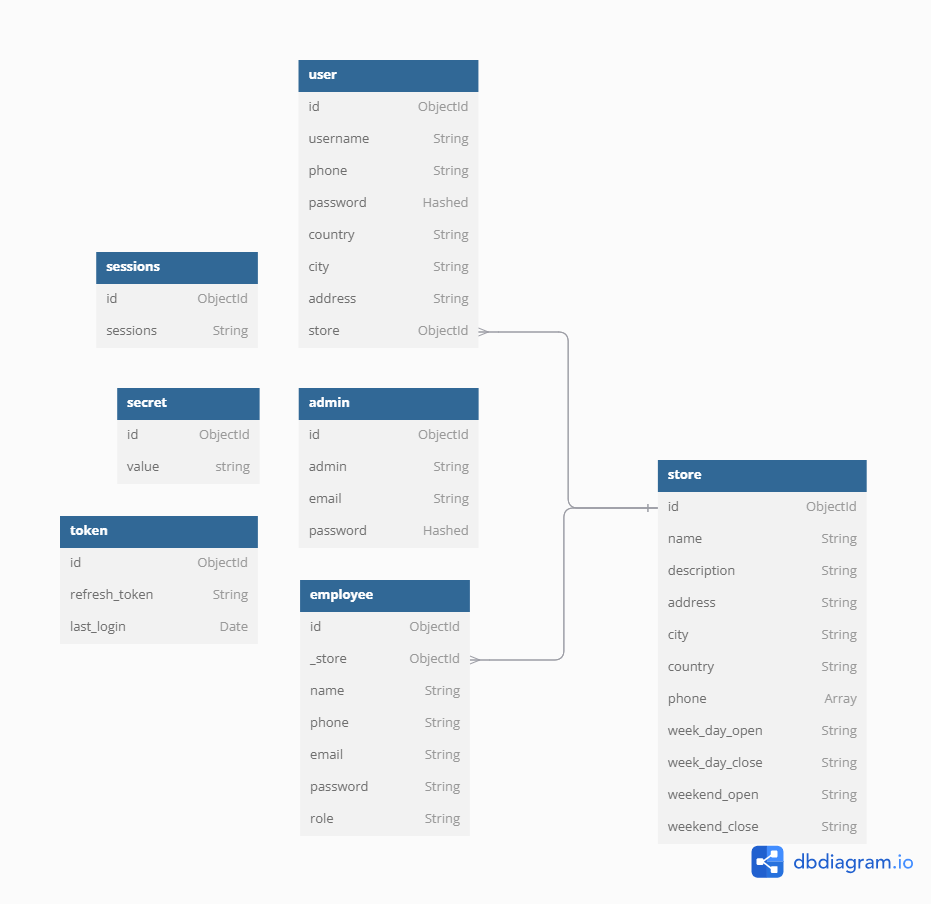 user
id ObjectId
username String
phone String
password Hashed
country String
city String
address String
store ObjectId
sessions
id ObjectId
sessions String
secret
id ObjectId
value string
admin
id ObjectId
admin String
email String
password Hashed
token
id ObjectId
refresh_token String
last_login Date
employee
id ObjectId
_store ObjectId
name String
phone String
email String
password String
role String
store
id ObjectId
name String
description String
address String
city String
country String
phone Array
week_day_open String
week_day_close String
weekend_open String
weekend_close String
dbdiagram.io